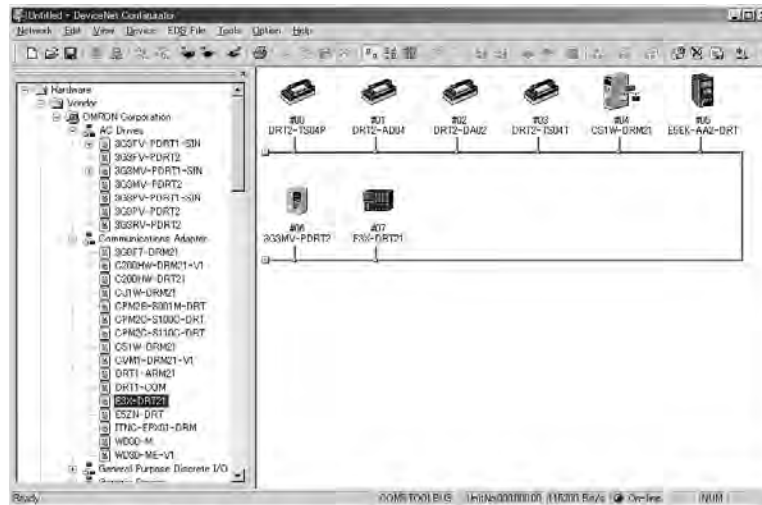 Untitled - DeviceNet Configurator
Network Edit View Device EDS File Tools Option Help
Hardware
Vendor
OMRON Corporation
AC Drives
3G3FV-PDRT1-SIN
3G3FV-PDRT2
3G3MV-PDRT1-SIN
3G3MV-PDRT2
3G3PV-PDRT1-SIN
3G3PV-PDRT2
3G3RV-PDRT2
Communications Adapter
3G8F7-DRM21
C200HW-DRM21-V1
C200HW-DRT21
CJ1W-DRM21
CPM2B-S001M-DRT
CPM2C-S100C-DRT
CPM2C-S110C-DRT
CS1W-DRM21
CVM1-DRM21-V1
DRT1-ARM21
DRT1-COM
E3X-DRT21
E5ZN-DRT
ITNC-EPX01-DRM
WD30-M
WD30-ME-V1
General Purpose Discrete I/O
#00
DRT2-TS04P
#01
DRT2-AD04
#02
DRT2-DA02
#03
DRT2-TS04T
#04
CS1W-DRM21
#05
E5EK-AA2-DRT
#06
3G3MV-PDRT2
#07
E3X-DRT21
Ready
On-line
NUM